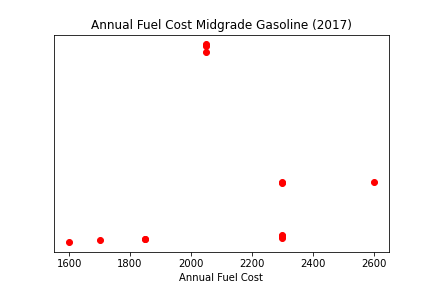 Annual Fuel Cost Midgrade Gasoline (2017)
1600 1800 2000 2200 2400 2600
Annual Fuel Cost